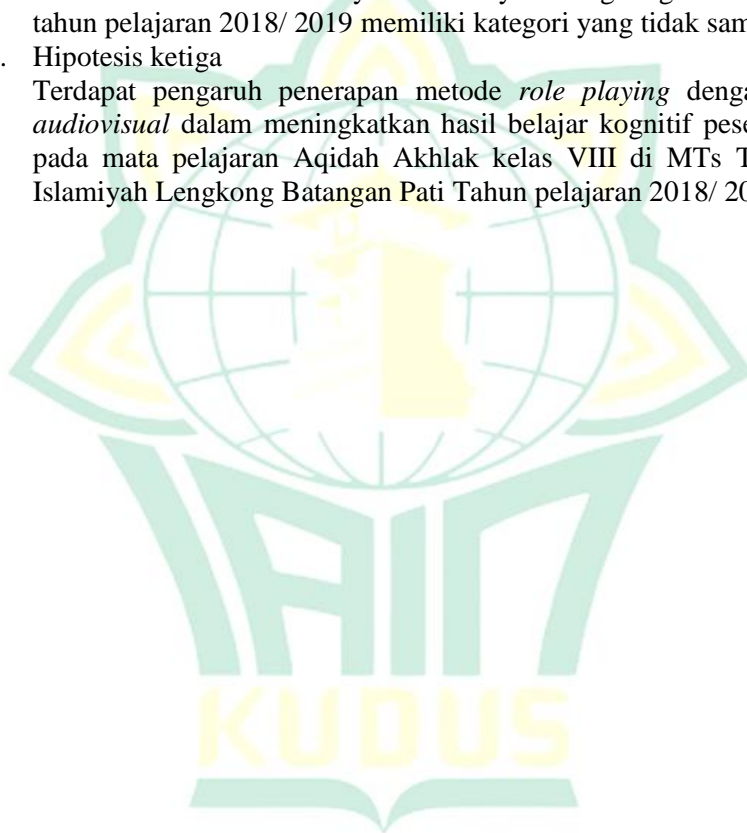 tahun pelajaran 2018/ 2019 memiliki kategori yang tidak sam
. Hipotesis ketiga
Terdapat pengaruh penerapan metode role playing denga
audiovisual dalam meningkatkan hasil belajar kognitif pese
pada mata pelajaran Aqidah Akhlak kelas VIII di MTs T
Islamiyah Lengkong Batangan Pati Tahun pelajaran 2018/ 20
IAIN
KUDUS